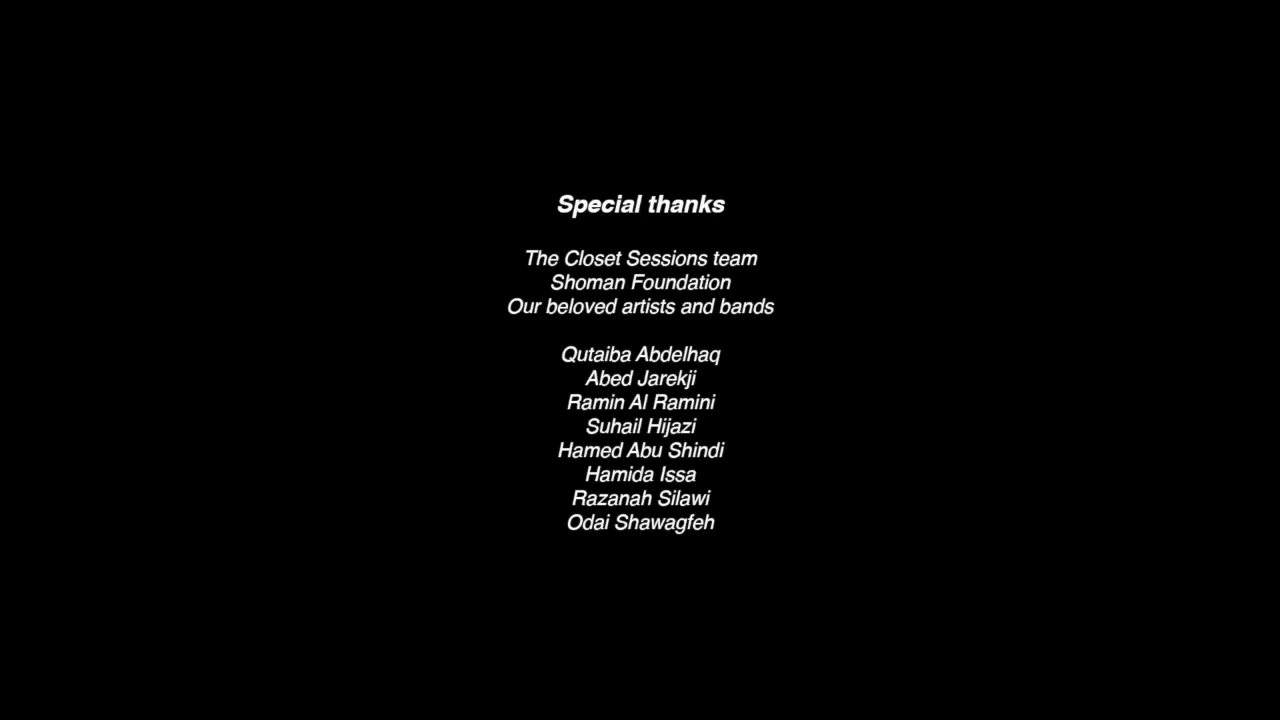 Special thanks
The Closet Sessions team
Shoman Foundation
Our beloved artists and bands
Qutaiba Abdelhaq
Abed Jarekji
Ramin Al Ramini
Suhail Hijazi
Hamed Abu Shindi
Hamida Issa
Razanah Silawi
Odai Shawagfeh